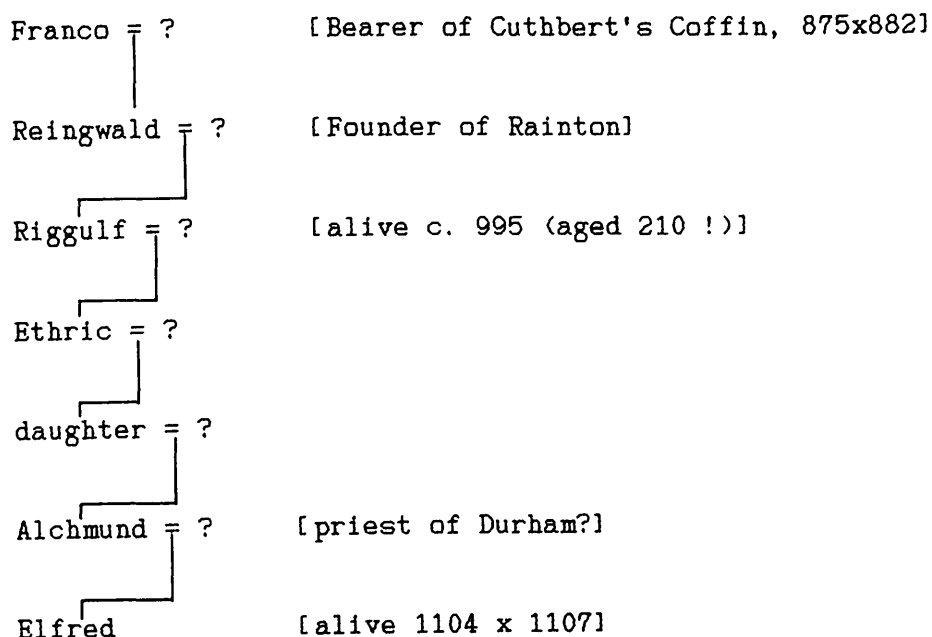 Franco = ? [Bearer of Cuthbert's Coffin, 875x882]
Reingwald = ? [Founder of Rainton]
Riggulf = ? [alive c. 995 (aged 210 !)]
Ethric = ?
daughter = ?
Alchmund = ? [priest of Durham?]
Elfred [alive 1104 x 1107]